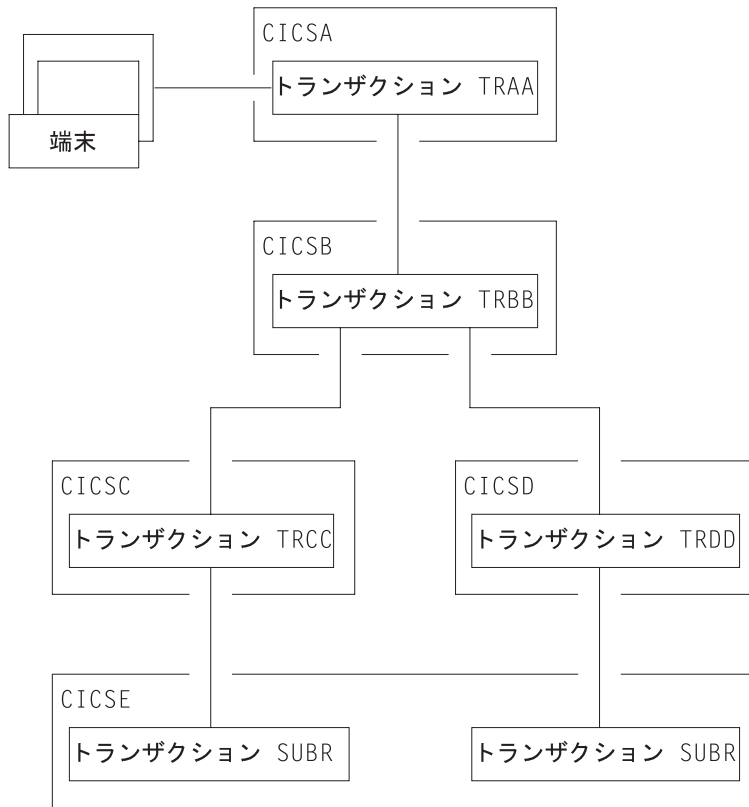 CICSA
トランザクション TRAA
端末
CICSB
トランザクション TRBB
CICSC
トランザクション TRCC
CICSD
トランザクション TRDD
CICSE
トランザクション SUBR
トランザクション SUBR